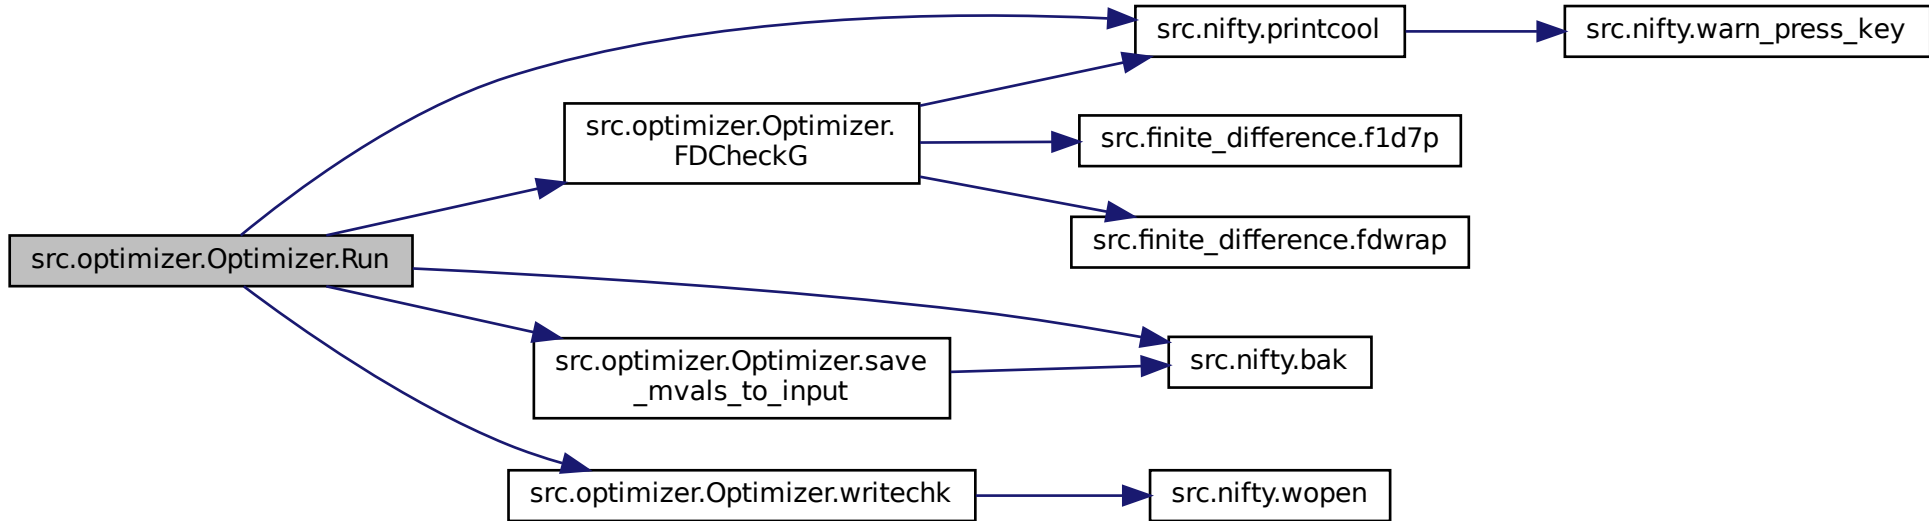 src.nifty.printcool
src.nifty.warn_press_key
src.optimizer.Optimizer.
FDCheckG
src.finite_difference.f1d7p
src.finite_difference.fdwrap
src.optimizer.Optimizer.Run
src.optimizer.Optimizer.save
_mvals_to_input
src.nifty.bak
src.optimizer.Optimizer.writechk
src.nifty.wopen